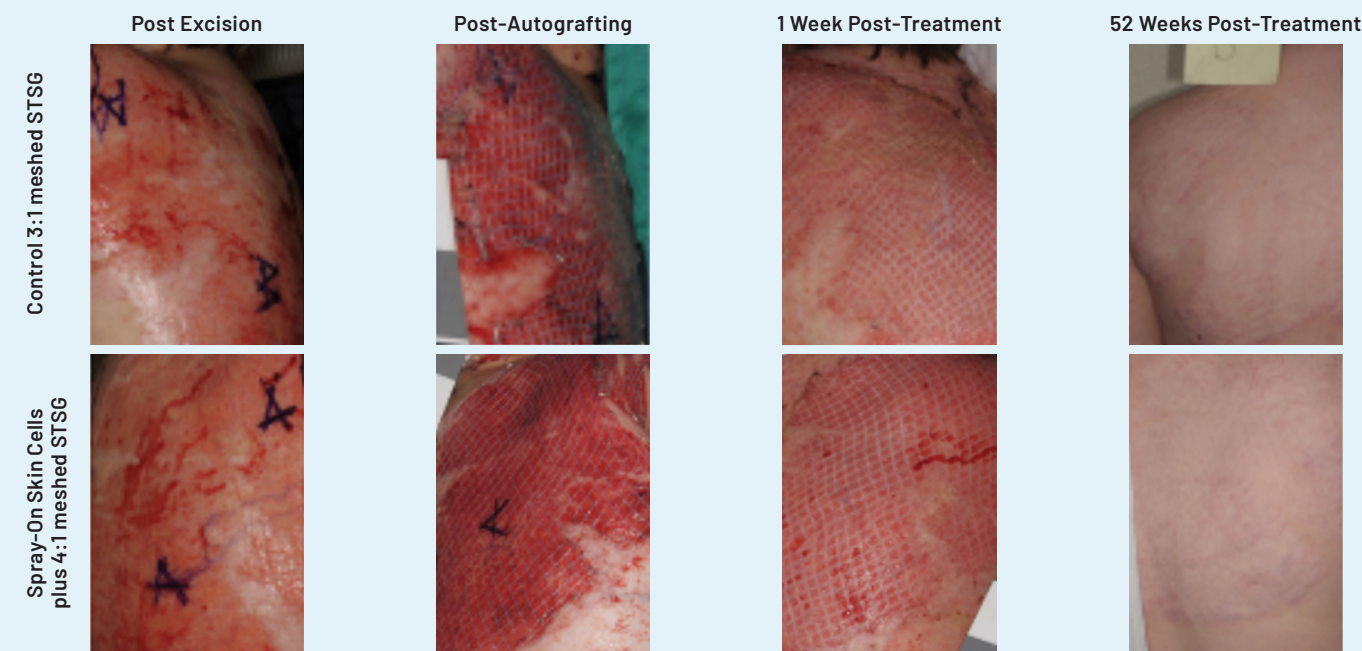 Post Excision
Post-Autografting
1 Week Post-Treatment
52 Weeks Post-Treatment
Control 3:1 meshed STSG
Spray-On Skin Cells
plus 4:1 meshed STSG